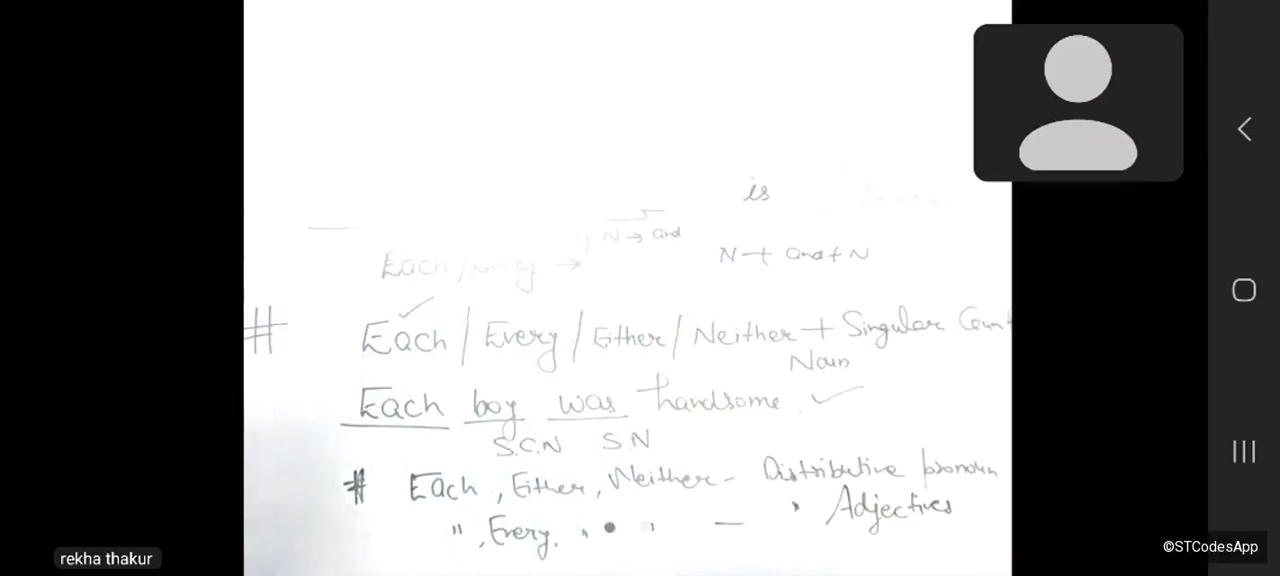 is
N → and
N + and + N
Each / Every →
# Each / Every / Either / Neither + Singular Count
Noun
Each boy was handsome ✓
S.C.N S.N
# Each , Either , Neither - Distributive pronoun
" , Every , " " — " Adjectives
rekha thakur
©STCodesApp